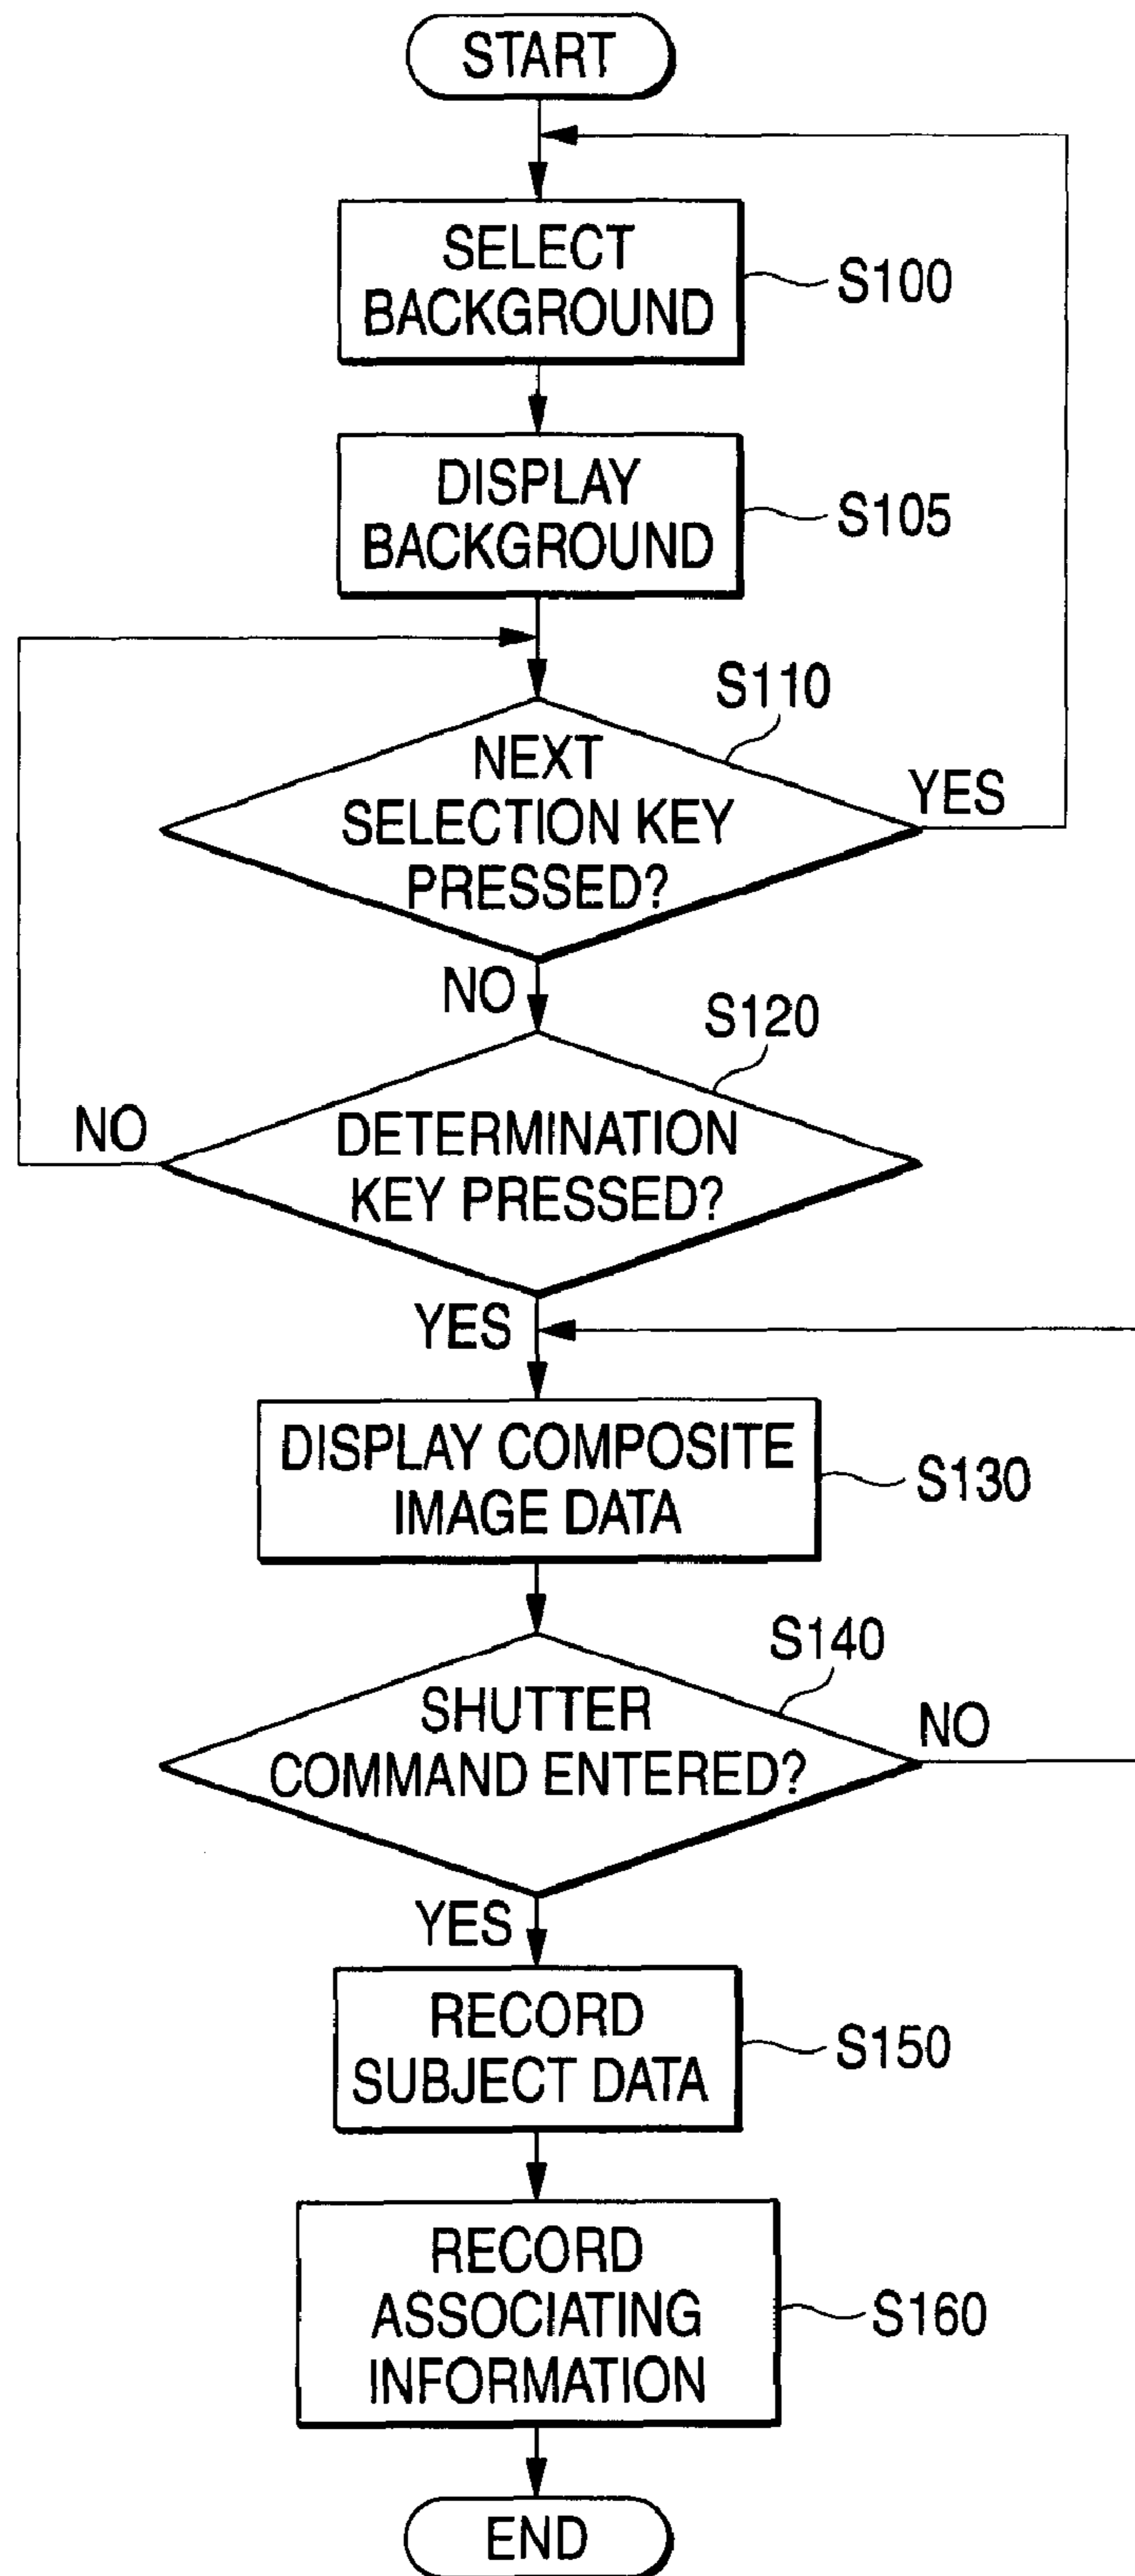 START
SELECT
BACKGROUND
S100
DISPLAY
BACKGROUND
S105
S110
NEXT
SELECTION KEY
PRESSED?
YES
NO
S120
DETERMINATION
KEY PRESSED?
NO
YES
DISPLAY COMPOSITE
IMAGE DATA
S130
S140
SHUTTER
COMMAND ENTERED?
NO
YES
RECORD
SUBJECT DATA
S150
RECORD
ASSOCIATING
INFORMATION
S160
END